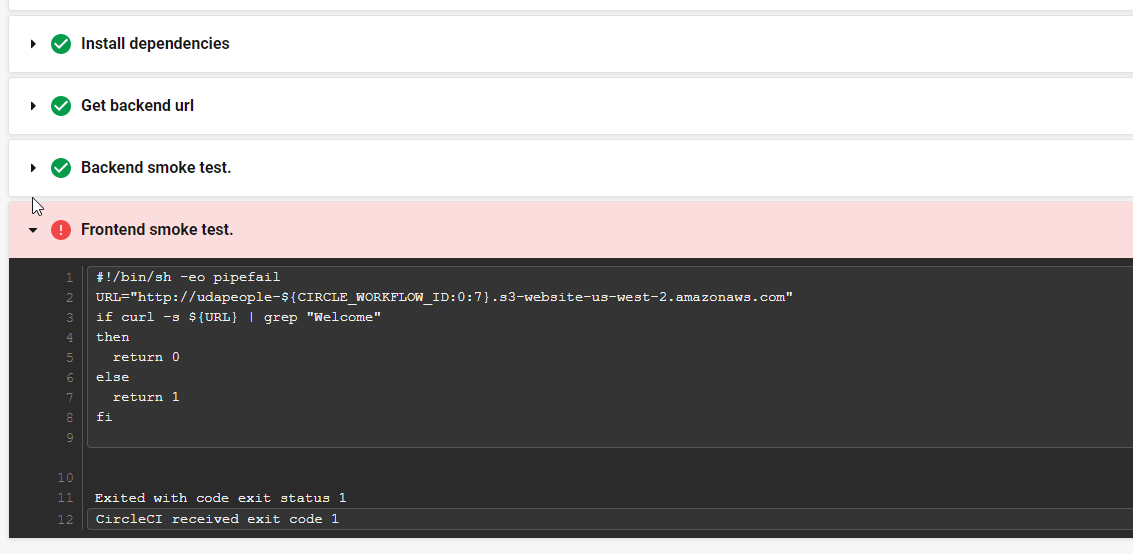 Install dependencies
Get backend url
Backend smoke test.
Frontend smoke test.
1 #!/bin/sh -eo pipefail
2 URL="http://udapeople-${CIRCLE_WORKFLOW_ID:0:7}.s3-website-us-west-2.amazonaws.com"
3 if curl -s ${URL} | grep "Welcome"
4 then
5   return 0
6 else
7   return 1
8 fi
9
10
11 Exited with code exit status 1
12 CircleCI received exit code 1